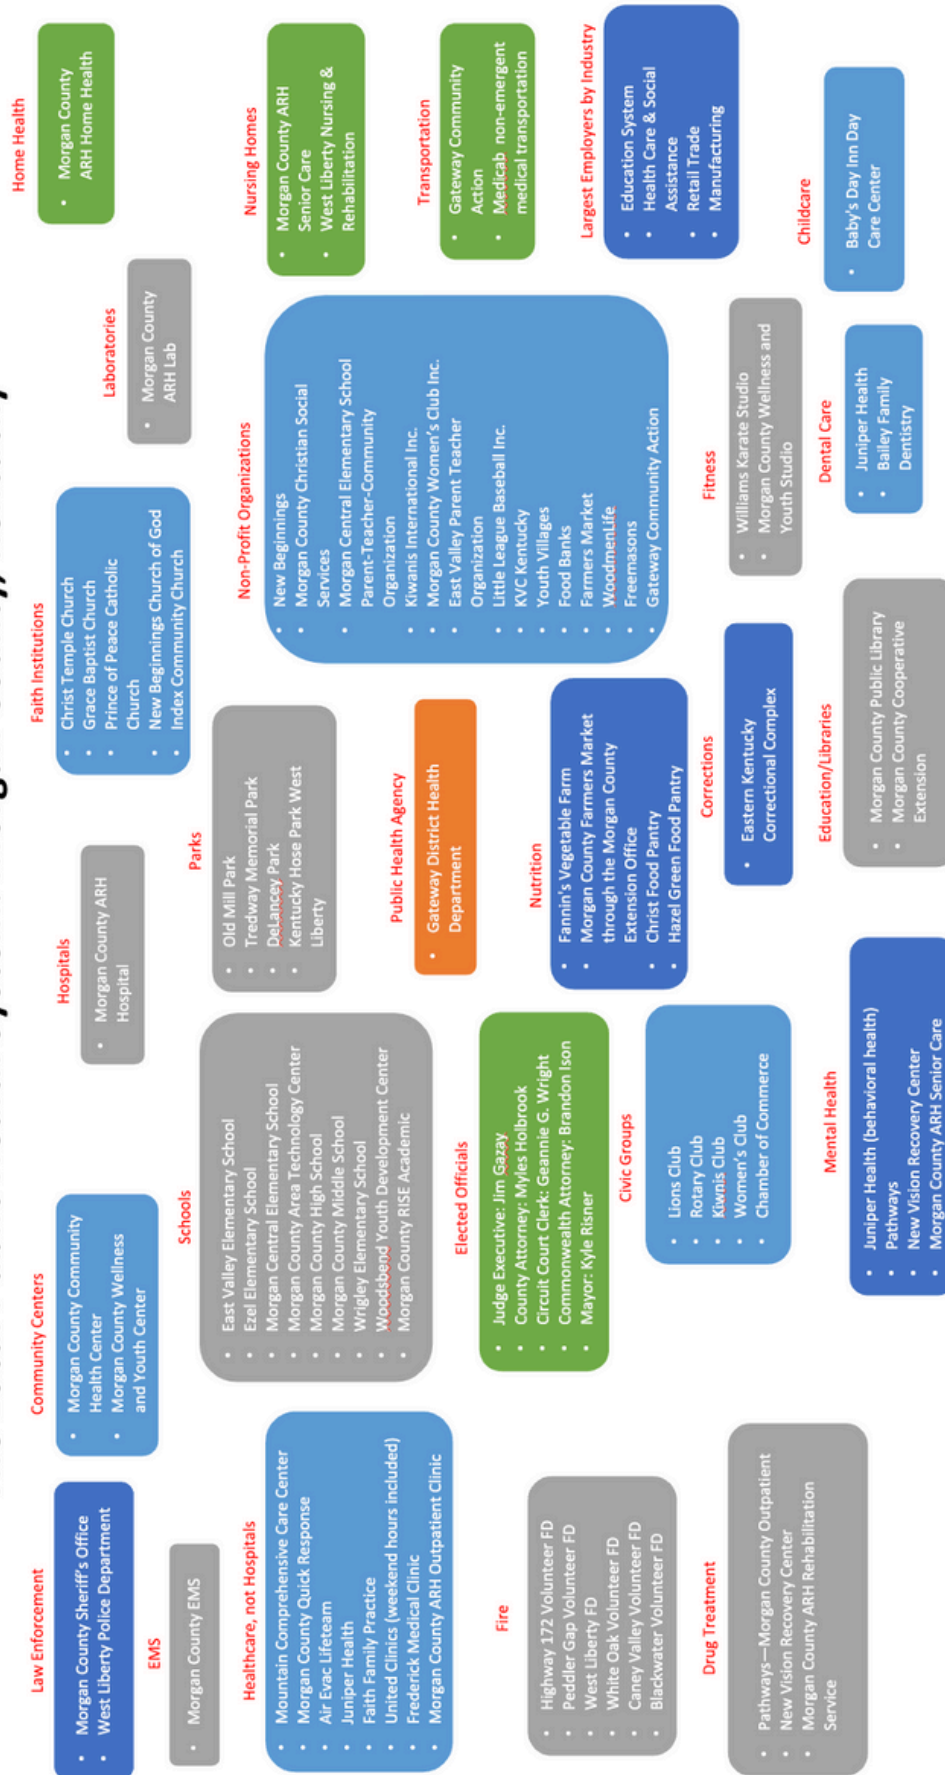 Law Enforcement
• Morgan County Sheriff's Office
• West Liberty Police Department
EMS
• Morgan County EMS
Healthcare, not Hospitals
• Mountain Comprehensive Care Center
• Morgan County Quick Response
• Air Evac Lifeteam
• Juniper Health
• Faith Family Practice
• United Clinics (weekend hours included)
• Frederick Medical Clinic
• Morgan County ARH Outpatient Clinic
Fire
• Highway 172 Volunteer FD
• Peddler Gap Volunteer FD
• West Liberty FD
• White Oak Volunteer FD
• Caney Valley Volunteer FD
• Blackwater Volunteer FD
Drug Treatment
• Pathways—Morgan County Outpatient
• New Vision Recovery Center
• Morgan County ARH Rehabilitation
Service
Community Centers
• Morgan County Community
Health Center
• Morgan County Wellness
and Youth Center
Schools
• East Valley Elementary School
• Ezel Elementary School
• Morgan Central Elementary School
• Morgan County Area Technology Center
• Morgan County High School
• Morgan County Middle School
• Wrigley Elementary School
• Woodsbend Youth Development Center
• Morgan County RISE Academic
Elected Officials
• Judge Executive: Jim Gazay
• County Attorney: Myles Holbrook
• Circuit Court Clerk: Geannie G. Wright
• Commonwealth Attorney: Brandon Ison
• Mayor: Kyle Risner
Civic Groups
• Lions Club
• Rotary Club
• Kiwnis Club
• Women's Club
• Chamber of Commerce
Mental Health
• Juniper Health (behavioral health)
• Pathways
• New Vision Recovery Center
• Morgan County ARH Senior Care
Hospitals
• Morgan County ARH
Hospital
Parks
• Old Mill Park
• Tredway Memorial Park
• DeLancey Park
• Kentucky Hose Park West
Liberty
Public Health Agency
• Gateway District Health
Department
Nutrition
• Fannin's Vegetable Farm
• Morgan County Farmers Market
through the Morgan County
Extension Office
• Christ Food Pantry
• Hazel Green Food Pantry
Corrections
• Eastern Kentucky
Correctional Complex
Education/Libraries
• Morgan County Public Library
• Morgan County Cooperative
Extension
Faith Institutions
• Christ Temple Church
• Grace Baptist Church
• Prince of Peace Catholic
Church
• New Beginnings Church of God
• Index Community Church
Non-Profit Organizations
• New Beginnings
• Morgan County Christian Social
Services
• Morgan Central Elementary School
Parent-Teacher-Community
Organization
• Kiwanis International Inc.
• Morgan County Women's Club Inc.
• East Valley Parent Teacher
Organization
• Little League Baseball Inc.
• KVC Kentucky
• Youth Villages
• Food Banks
• Farmers Market
• WoodmenLife
• Freemasons
• Gateway Community Action
Fitness
• Williams Karate Studio
• Morgan County Wellness and
Youth Studio
Dental Care
• Juniper Health
• Bailey Family
Dentistry
Laboratories
• Morgan County
ARH Lab
Home Health
• Morgan County
ARH Home Health
Nursing Homes
• Morgan County ARH
Senior Care
• West Liberty Nursing &
Rehabilitation
Transportation
• Gateway Community
Action
• Medicab non-emergent
medical transportation
Largest Employers by Industry
• Education System
• Health Care & Social
Assistance
• Retail Trade
• Manufacturing
Childcare
• Baby's Day Inn Day
Care Center